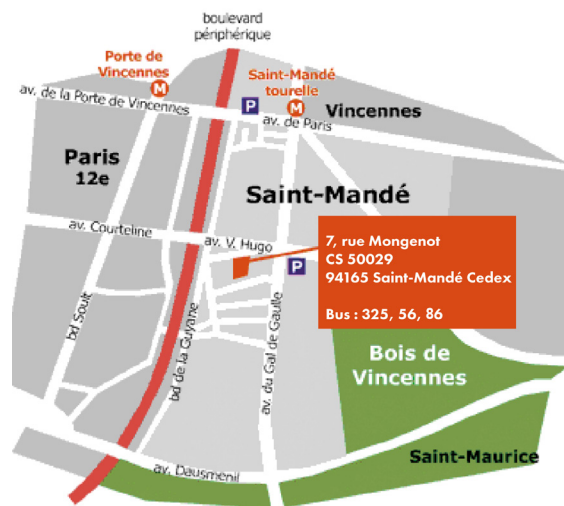 boulevard
périphérique
Porte de
Vincennes
M
Saint-Mandé
tourelle
M
av. de la Porte de Vincennes
P
av. de Paris
Vincennes
Paris
12e
Saint-Mandé
av. Courteline
av. V. Hugo
P
7, rue Mongenot
CS 50029
94165 Saint-Mandé Cedex
Bus : 325, 56, 86
bd Soult
bd de la Guyane
av. du Gal de Gaulle
Bois de
Vincennes
av. Dausmenil
Saint-Maurice